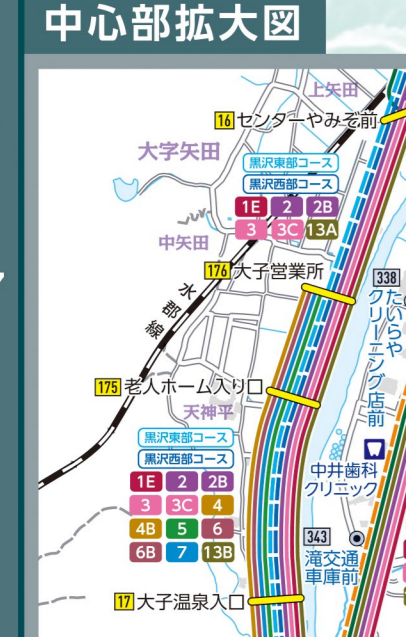 中心部拡大図
上矢田
16 センターやみぞ前
大字矢田
黒沢東部コース
黒沢西部コース
1E 2 2B
3 3C 13A
中矢田
176 大子営業所
水郡線
338
たいらや
クリーニング店前
175 老人ホーム入り口
天神平
黒沢東部コース
黒沢西部コース
1E 2 2B
3 3C 4
4B 5 6
6B 7 13B
中井歯科
クリニック
343
滝交通
車庫前
17 大子温泉入口